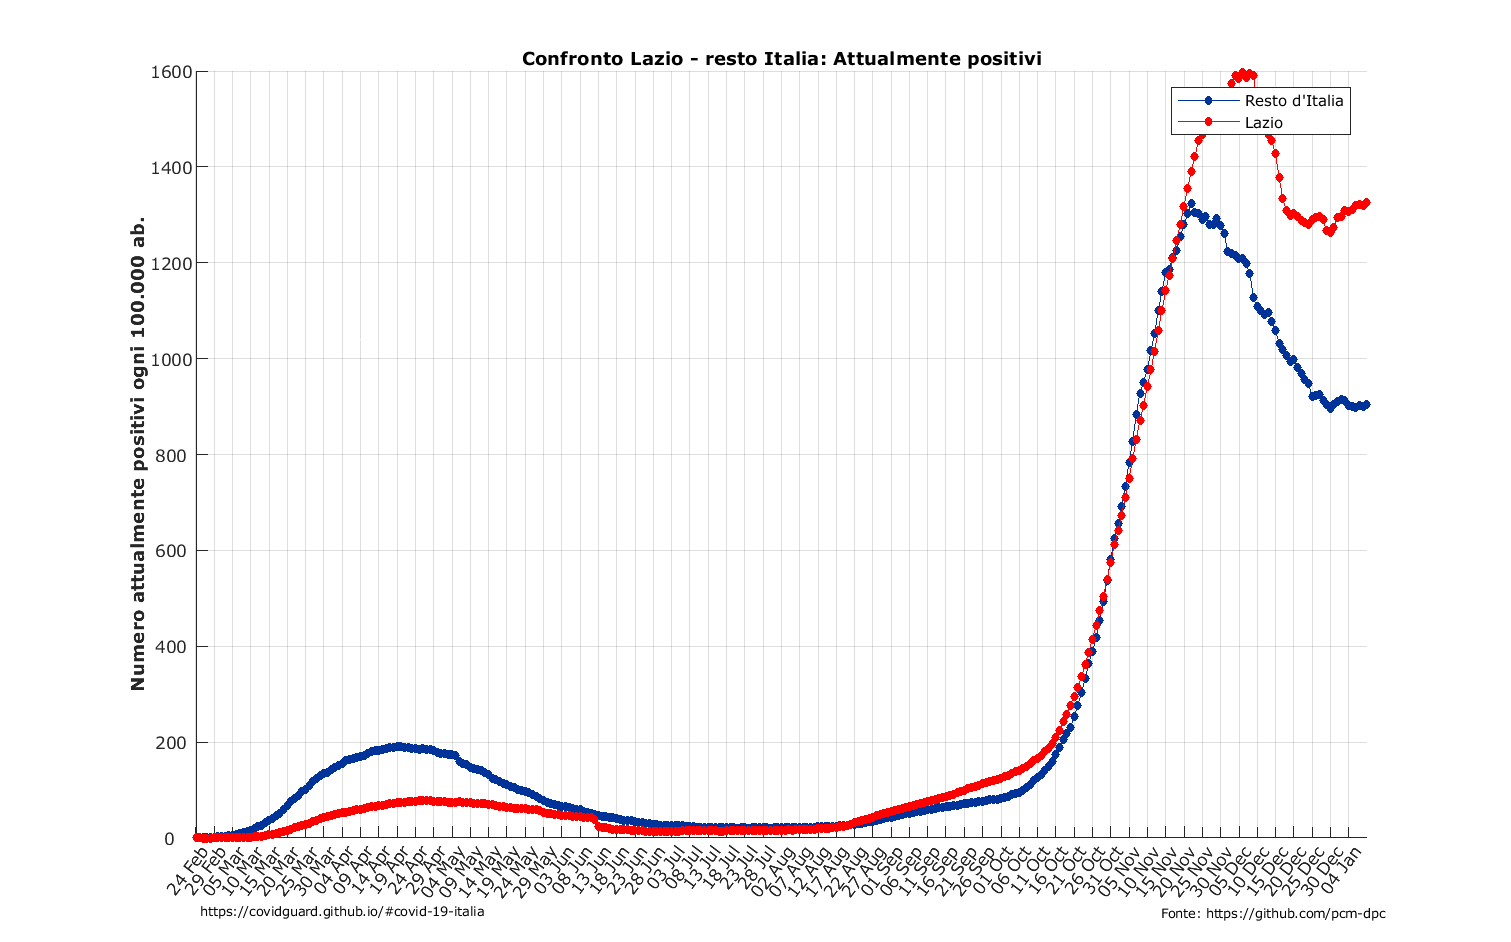 Confronto Lazio - resto Italia: Attualmente positivi
Numero attualmente positivi ogni 100.000 ab.
1600
1400
1200
1000
800
600
400
200
0
Resto d'Italia
Lazio
24 Feb
29 Feb
05 Mar
10 Mar
15 Mar
20 Mar
25 Mar
30 Mar
04 Apr
09 Apr
14 Apr
19 Apr
24 Apr
29 Apr
04 May
09 May
14 May
19 May
24 May
29 May
03 Jun
08 Jun
13 Jun
18 Jun
23 Jun
28 Jun
03 Jul
08 Jul
13 Jul
18 Jul
23 Jul
28 Jul
02 Aug
07 Aug
12 Aug
17 Aug
22 Aug
27 Aug
01 Sep
06 Sep
11 Sep
16 Sep
21 Sep
26 Sep
01 Oct
06 Oct
11 Oct
16 Oct
21 Oct
26 Oct
31 Oct
05 Nov
10 Nov
15 Nov
20 Nov
25 Nov
30 Nov
05 Dec
10 Dec
15 Dec
20 Dec
25 Dec
30 Dec
04 Jan
https://covidguard.github.io/#covid-19-italia
Fonte: https://github.com/pcm-dpc